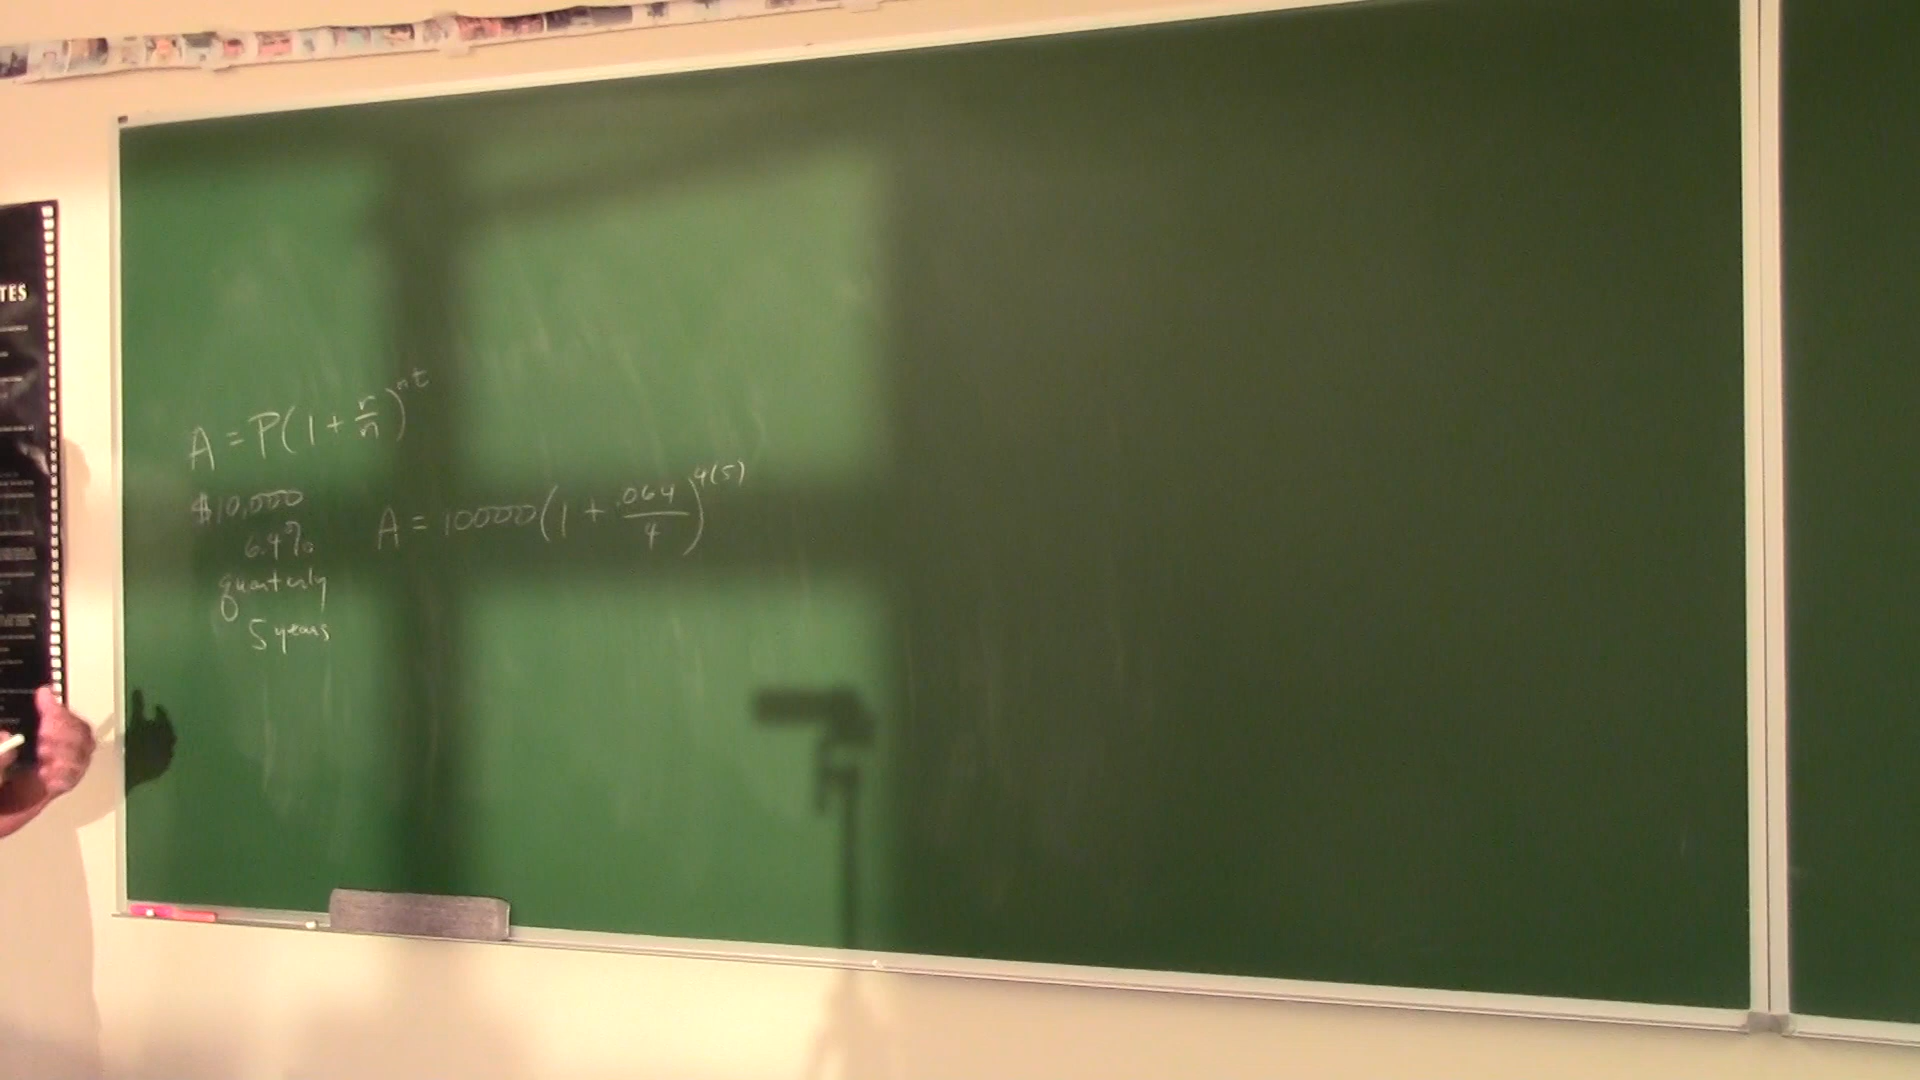 TES
A = P(1 + r/n)^nt
$10,000
6.4%
quarterly
5 years
A = 10000(1 + .064/4)^4(5)